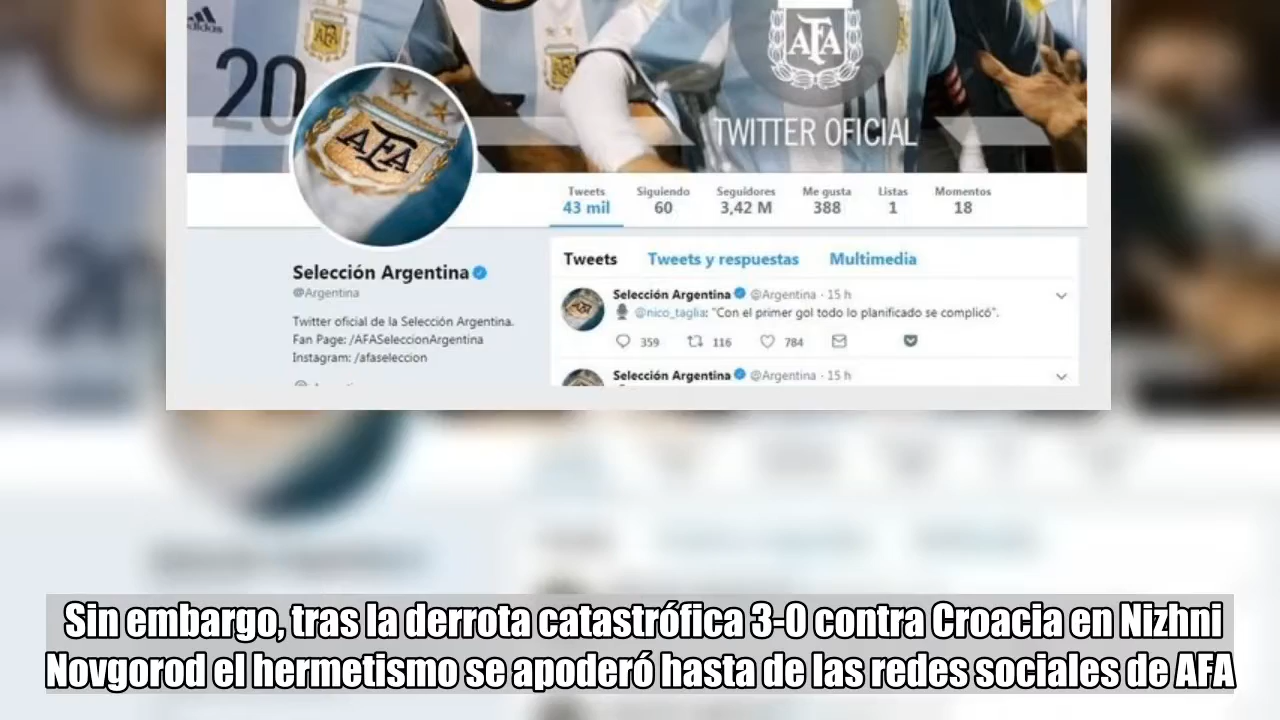 adidas
20
AFA
AFA
TWITTER OFICIAL
AFA
Tweets Siguiendo Seguidores Me gusta Listas Momentos
43 mil 60 3,42 M 388 1 18
Selección Argentina
@Argentina
Twitter oficial de la Selección Argentina.
Fan Page: /AFASeleccionArgentina
Instagram: /afaseleccion
Tweets Tweets y respuestas Multimedia
Selección Argentina @Argentina · 15 h
@nico_taglia: "Con el primer gol todo lo planificado se complicó".
359 116 784
Selección Argentina @Argentina · 15 h
Sin embargo, tras la derrota catastrófica 3-0 contra Croacia en Nizhni
Novgorod el hermetismo se apoderó hasta de las redes sociales de AFA